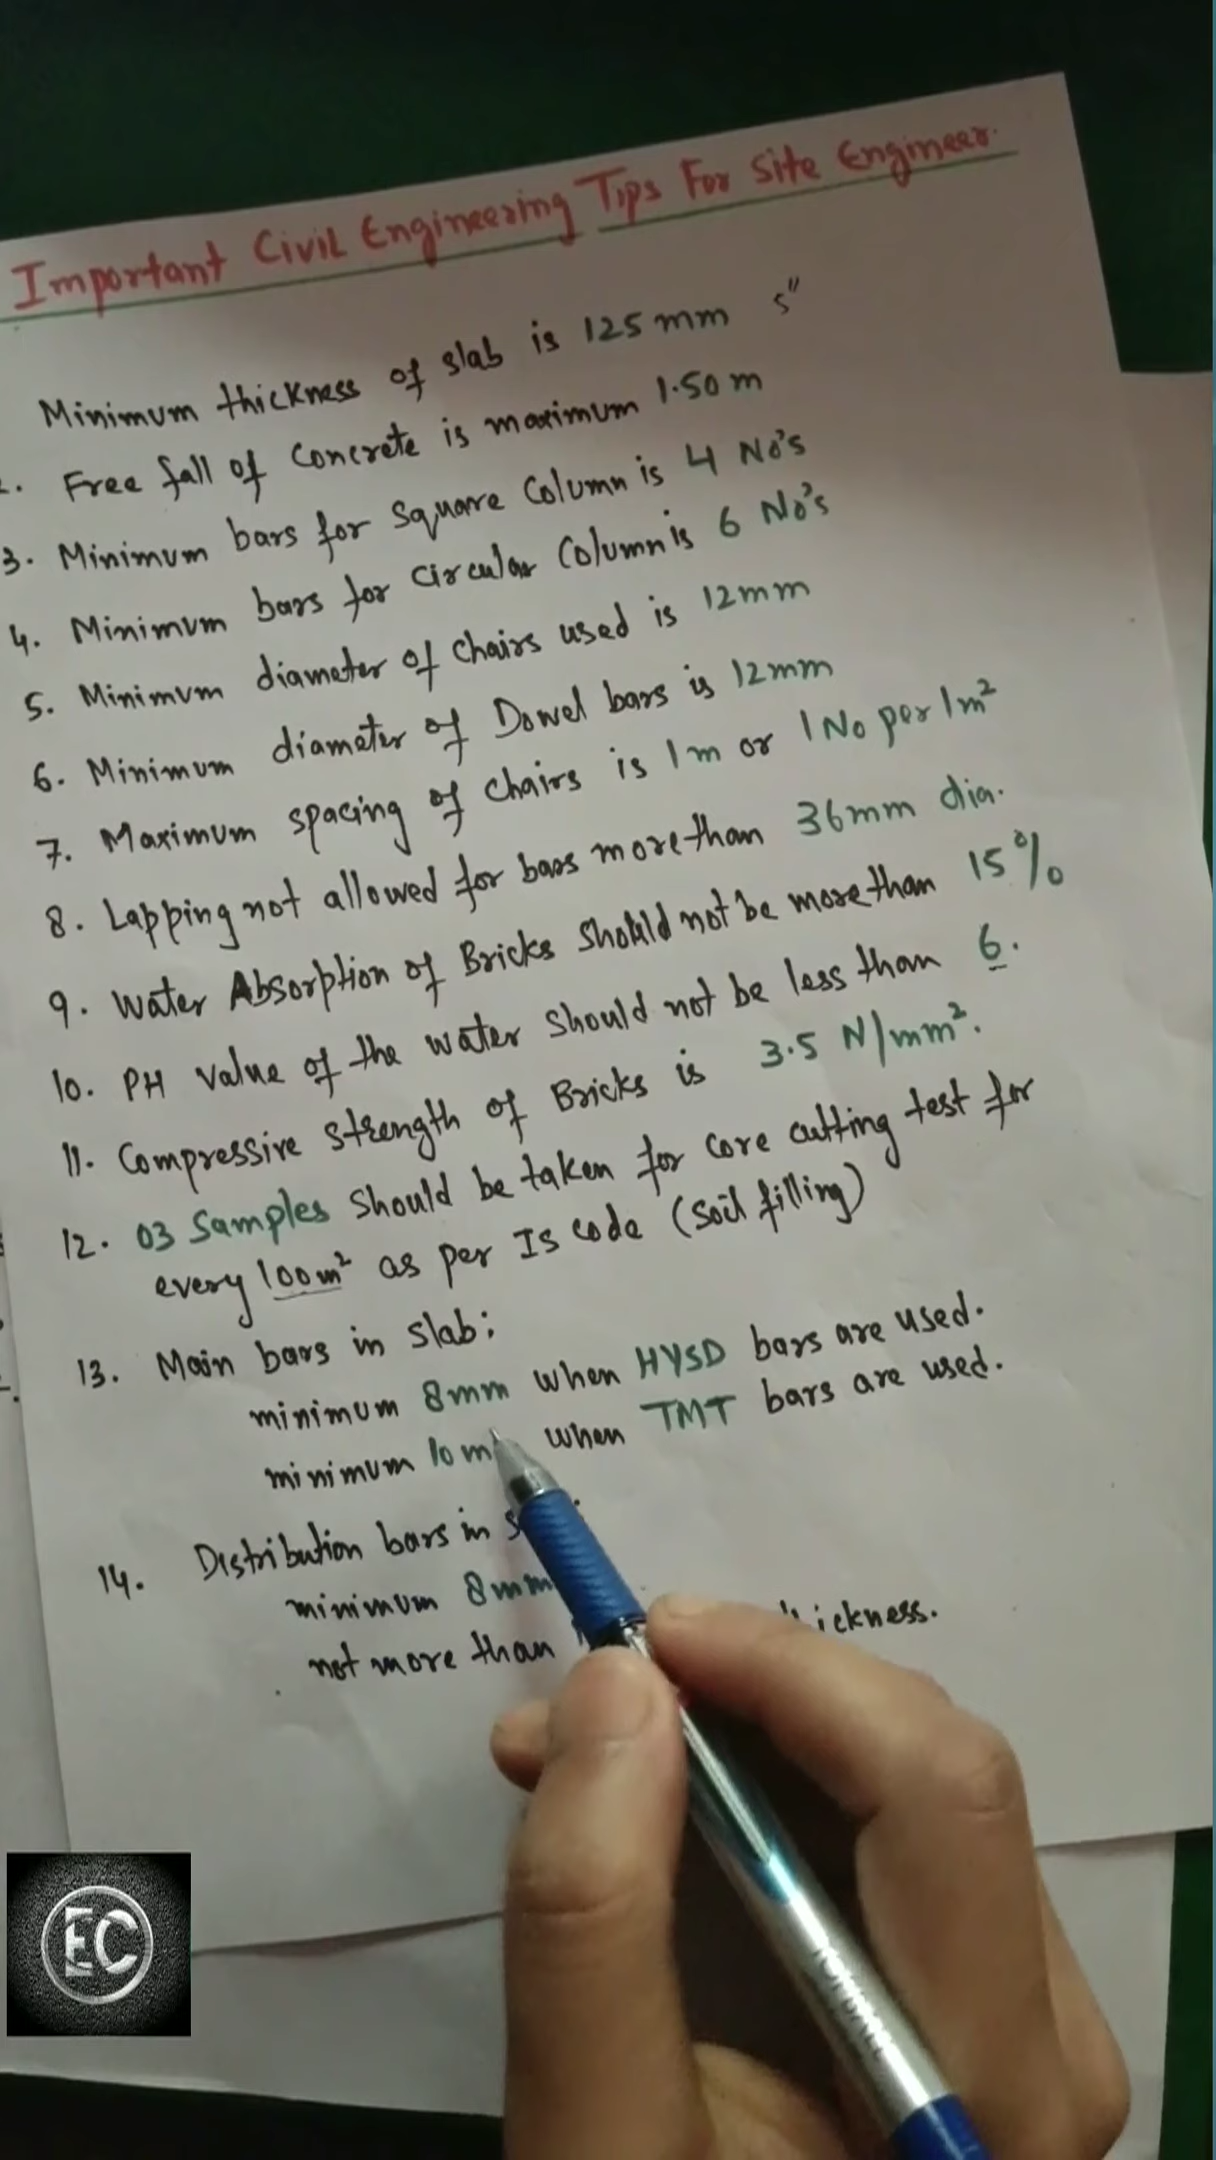 Important Civil Engineering Tips For Site Engineer.
Minimum thickness of slab is 125 mm 5"
2. Free fall of Concrete is maximum 1.50 m
3. Minimum bars for Square Column is 4 No's
4. Minimum bars for circular Column is 6 No's
5. Minimum diameter of chairs used is 12mm
6. Minimum diameter of Dowel bars is 12mm
7. Maximum spacing of chairs is 1m or 1 No per 1m²
8. Lapping not allowed for bars more than 36mm dia.
9. Water Absorption of Bricks Should not be more than 15%
10. PH value of the water should not be less than 6.
11. Compressive strength of Bricks is 3.5 N/mm².
12. 03 Samples should be taken for core cutting test for
every 100m² as per Is code (soil filling)
13. Main bars in slab:
minimum 8mm when HYSD bars are used.
minimum 10 m when TMT bars are used.
14. Distribution bars in
minimum 8mm
not more than thickness.
EC